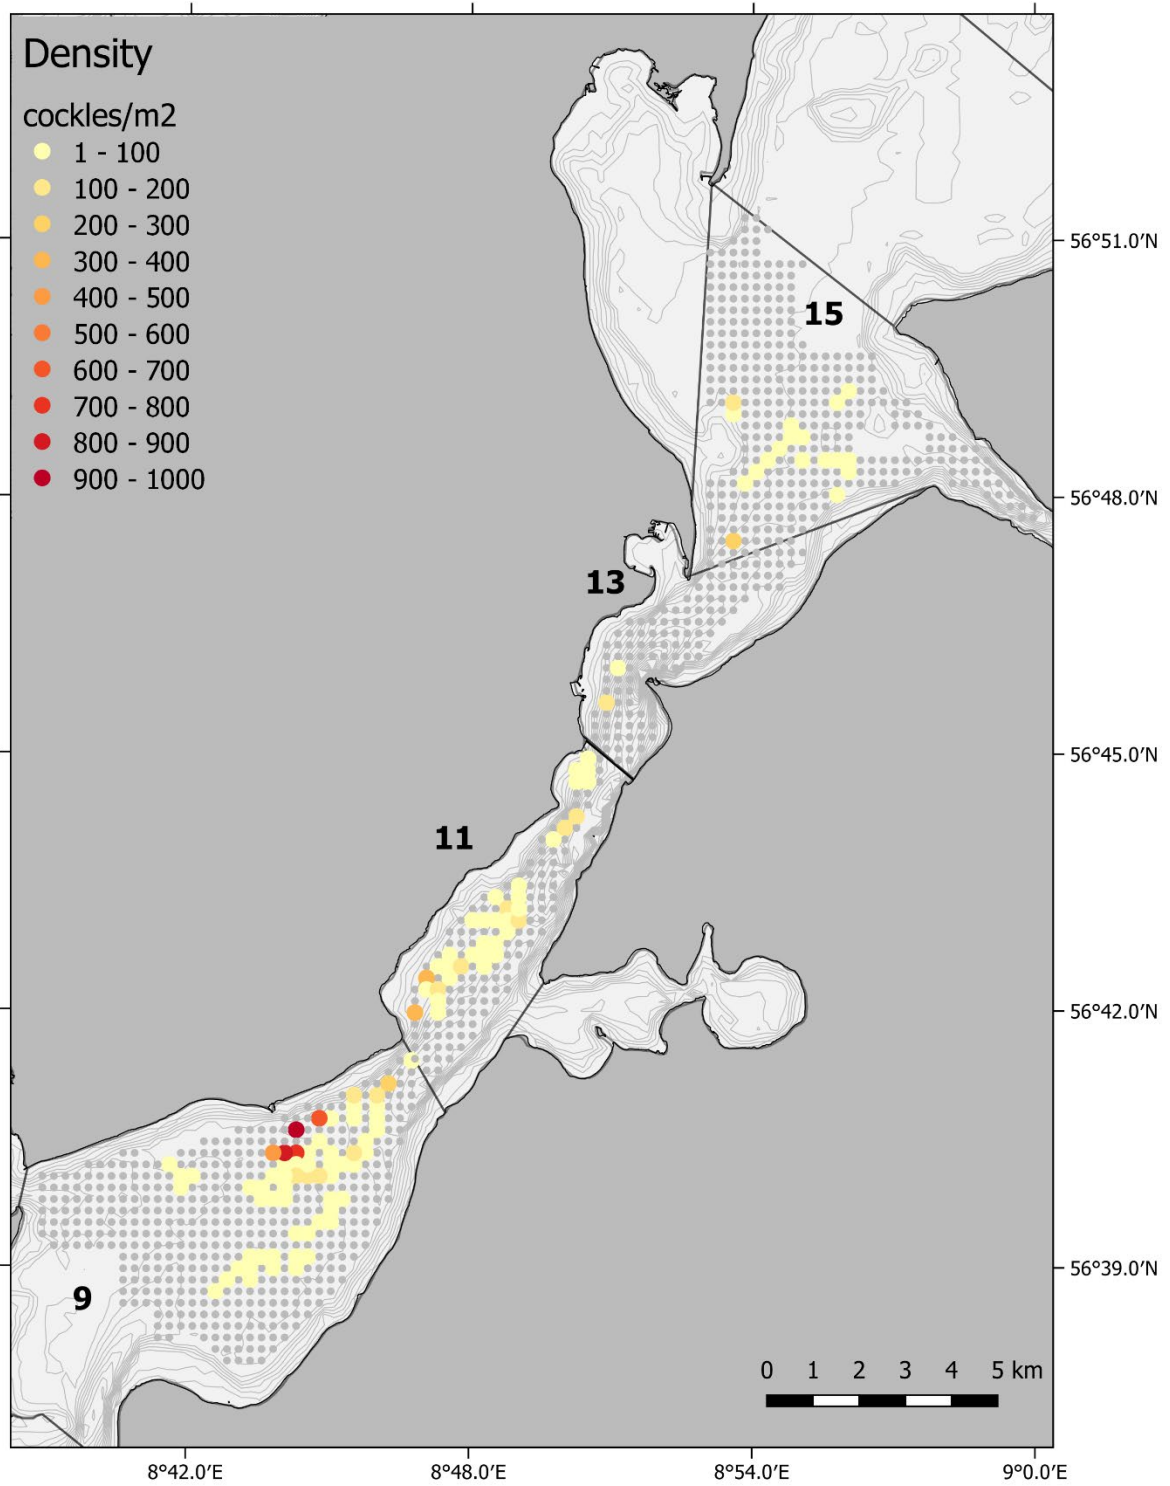 Density
cockles/m2
1 - 100
100 - 200
200 - 300
300 - 400
400 - 500
500 - 600
600 - 700
700 - 800
800 - 900
900 - 1000
56°51.0'N
15
56°48.0'N
13
56°45.0'N
11
56°42.0'N
56°39.0'N
9
0 1 2 3 4 5 km
8°42.0'E 8°48.0'E 8°54.0'E 9°0.0'E